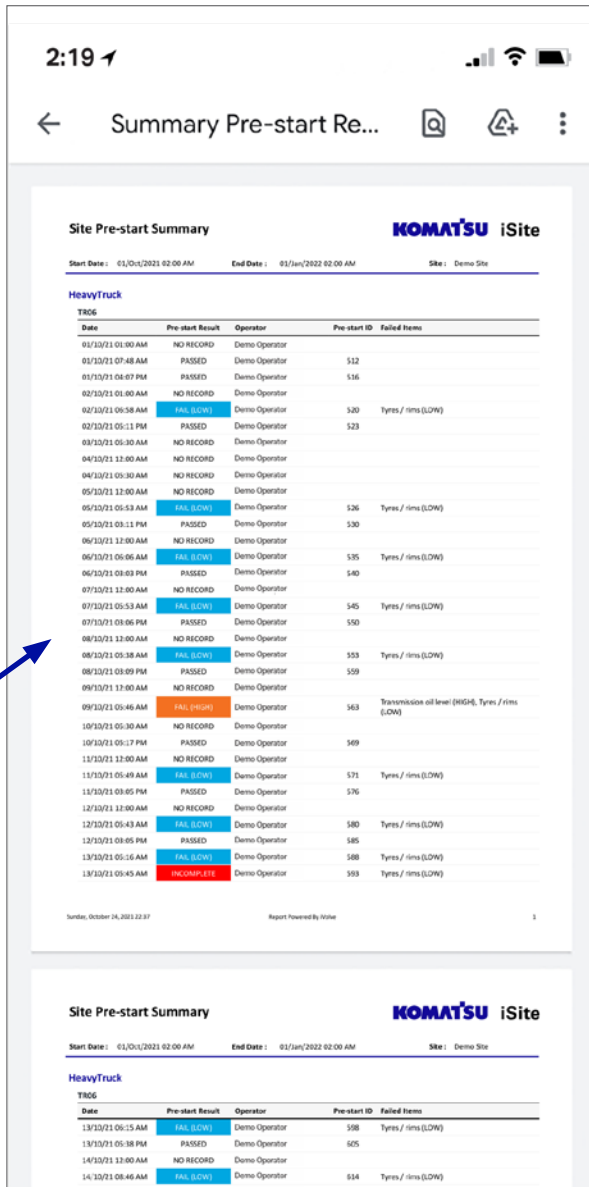 2:19
Summary Pre-start Re...
Site Pre-start Summary KOMATSU iSite
Start Date : 01/Oct/2021 02:00 AM End Date : 01/Jan/2022 02:00 AM Site : Demo Site
HeavyTruck
TR06
Date Pre-start Result Operator Pre-start ID Failed Items
01/10/21 01:00 AM NO RECORD Demo Operator
01/10/21 07:48 AM PASSED Demo Operator 512
01/10/21 04:07 PM PASSED Demo Operator 516
02/10/21 01:00 AM NO RECORD Demo Operator
02/10/21 06:58 AM FAIL (LOW) Demo Operator 520 Tyres / rims (LOW)
02/10/21 05:11 PM PASSED Demo Operator 523
03/10/21 05:30 AM NO RECORD Demo Operator
04/10/21 12:00 AM NO RECORD Demo Operator
04/10/21 05:30 AM NO RECORD Demo Operator
05/10/21 12:00 AM NO RECORD Demo Operator
05/10/21 05:53 AM FAIL (LOW) Demo Operator 526 Tyres / rims (LOW)
05/10/21 03:11 PM PASSED Demo Operator 530
06/10/21 12:00 AM NO RECORD Demo Operator
06/10/21 06:06 AM FAIL (LOW) Demo Operator 535 Tyres / rims (LOW)
06/10/21 03:03 PM PASSED Demo Operator 540
07/10/21 12:00 AM NO RECORD Demo Operator
07/10/21 05:53 AM FAIL (LOW) Demo Operator 545 Tyres / rims (LOW)
07/10/21 03:06 PM PASSED Demo Operator 550
08/10/21 12:00 AM NO RECORD Demo Operator
08/10/21 05:38 AM FAIL (LOW) Demo Operator 553 Tyres / rims (LOW)
08/10/21 03:09 PM PASSED Demo Operator 559
09/10/21 12:00 AM NO RECORD Demo Operator
09/10/21 05:46 AM FAIL (HIGH) Demo Operator 563 Transmission oil level (HIGH), Tyres / rims
(LOW)
10/10/21 05:30 AM NO RECORD Demo Operator
10/10/21 05:17 PM PASSED Demo Operator 569
11/10/21 12:00 AM NO RECORD Demo Operator
11/10/21 05:49 AM FAIL (LOW) Demo Operator 571 Tyres / rims (LOW)
11/10/21 03:05 PM PASSED Demo Operator 576
12/10/21 12:00 AM NO RECORD Demo Operator
12/10/21 05:43 AM FAIL (LOW) Demo Operator 580 Tyres / rims (LOW)
12/10/21 03:05 PM PASSED Demo Operator 585
13/10/21 05:16 AM FAIL (LOW) Demo Operator 588 Tyres / rims (LOW)
13/10/21 05:45 AM INCOMPLETE Demo Operator 593 Tyres / rims (LOW)
Sunday, October 24, 2021 22:37 Report Powered By iVolve 1
Site Pre-start Summary KOMATSU iSite
Start Date : 01/Oct/2021 02:00 AM End Date : 01/Jan/2022 02:00 AM Site : Demo Site
HeavyTruck
TR06
Date Pre-start Result Operator Pre-start ID Failed Items
13/10/21 06:15 AM FAIL (LOW) Demo Operator 598 Tyres / rims (LOW)
13/10/21 05:38 PM PASSED Demo Operator 605
14/10/21 12:00 AM NO RECORD Demo Operator
14/10/21 08:46 AM FAIL (LOW) Demo Operator 614 Tyres / rims (LOW)